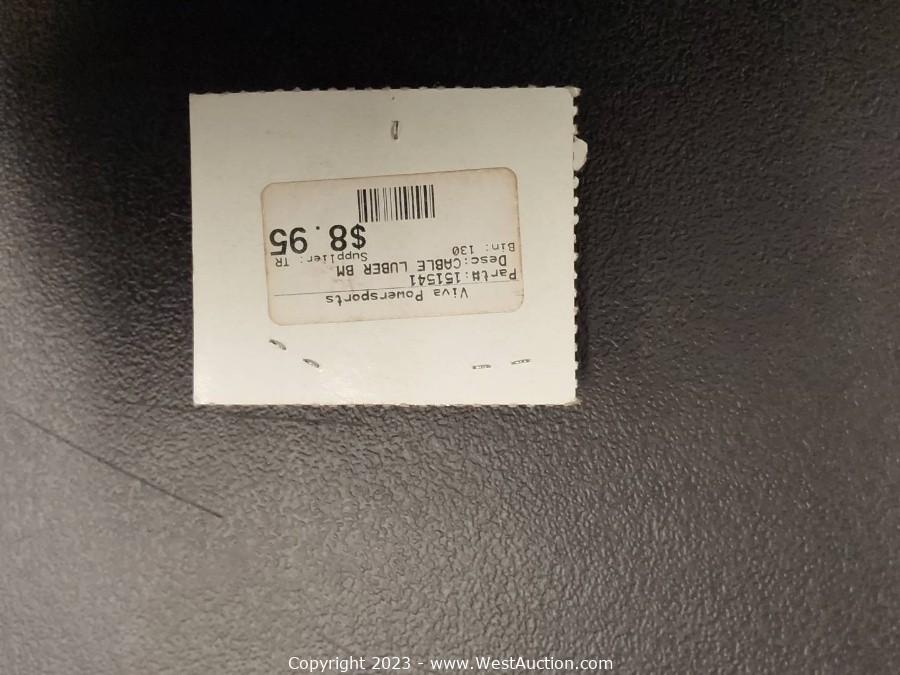 Viva Powersports
Part#:151541
Desc:CABLE LUBER BM
Bin: 130 Supplier: TR
$8.95
Copyright 2023 - www.WestAuction.com